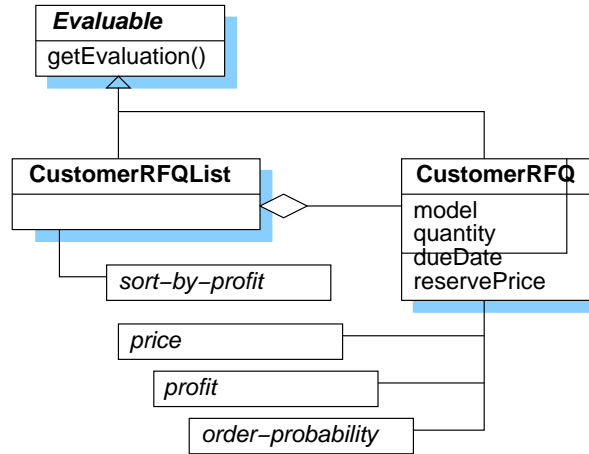 Evaluable
getEvaluation()
CustomerRFQList
CustomerRFQ
model
quantity
dueDate
reservePrice
sort−by−profit
price
profit
order−probability